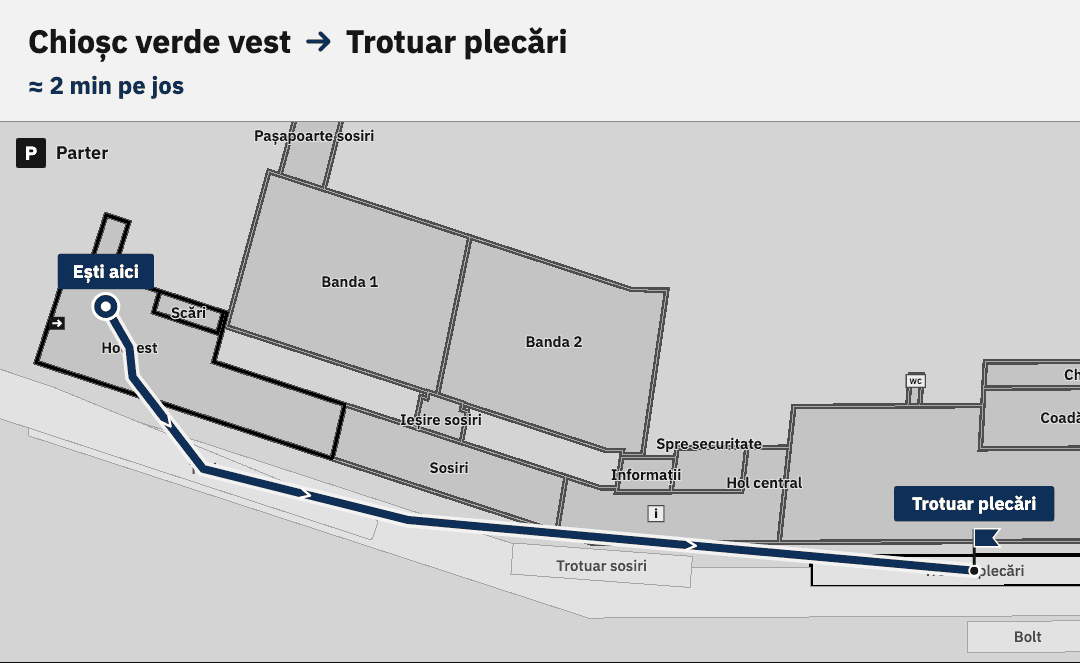 Chioșc verde vest → Trotuar plecări
≈ 2 min pe jos
P Parter
Pașapoarte sosiri
Ești aici
Banda 1
Scări
Banda 2
wc
Ieșire sosiri
Spre securitate
Sosiri
Informații
Hol central
Trotuar plecări
i
Trotuar sosiri
plecări
Bolt